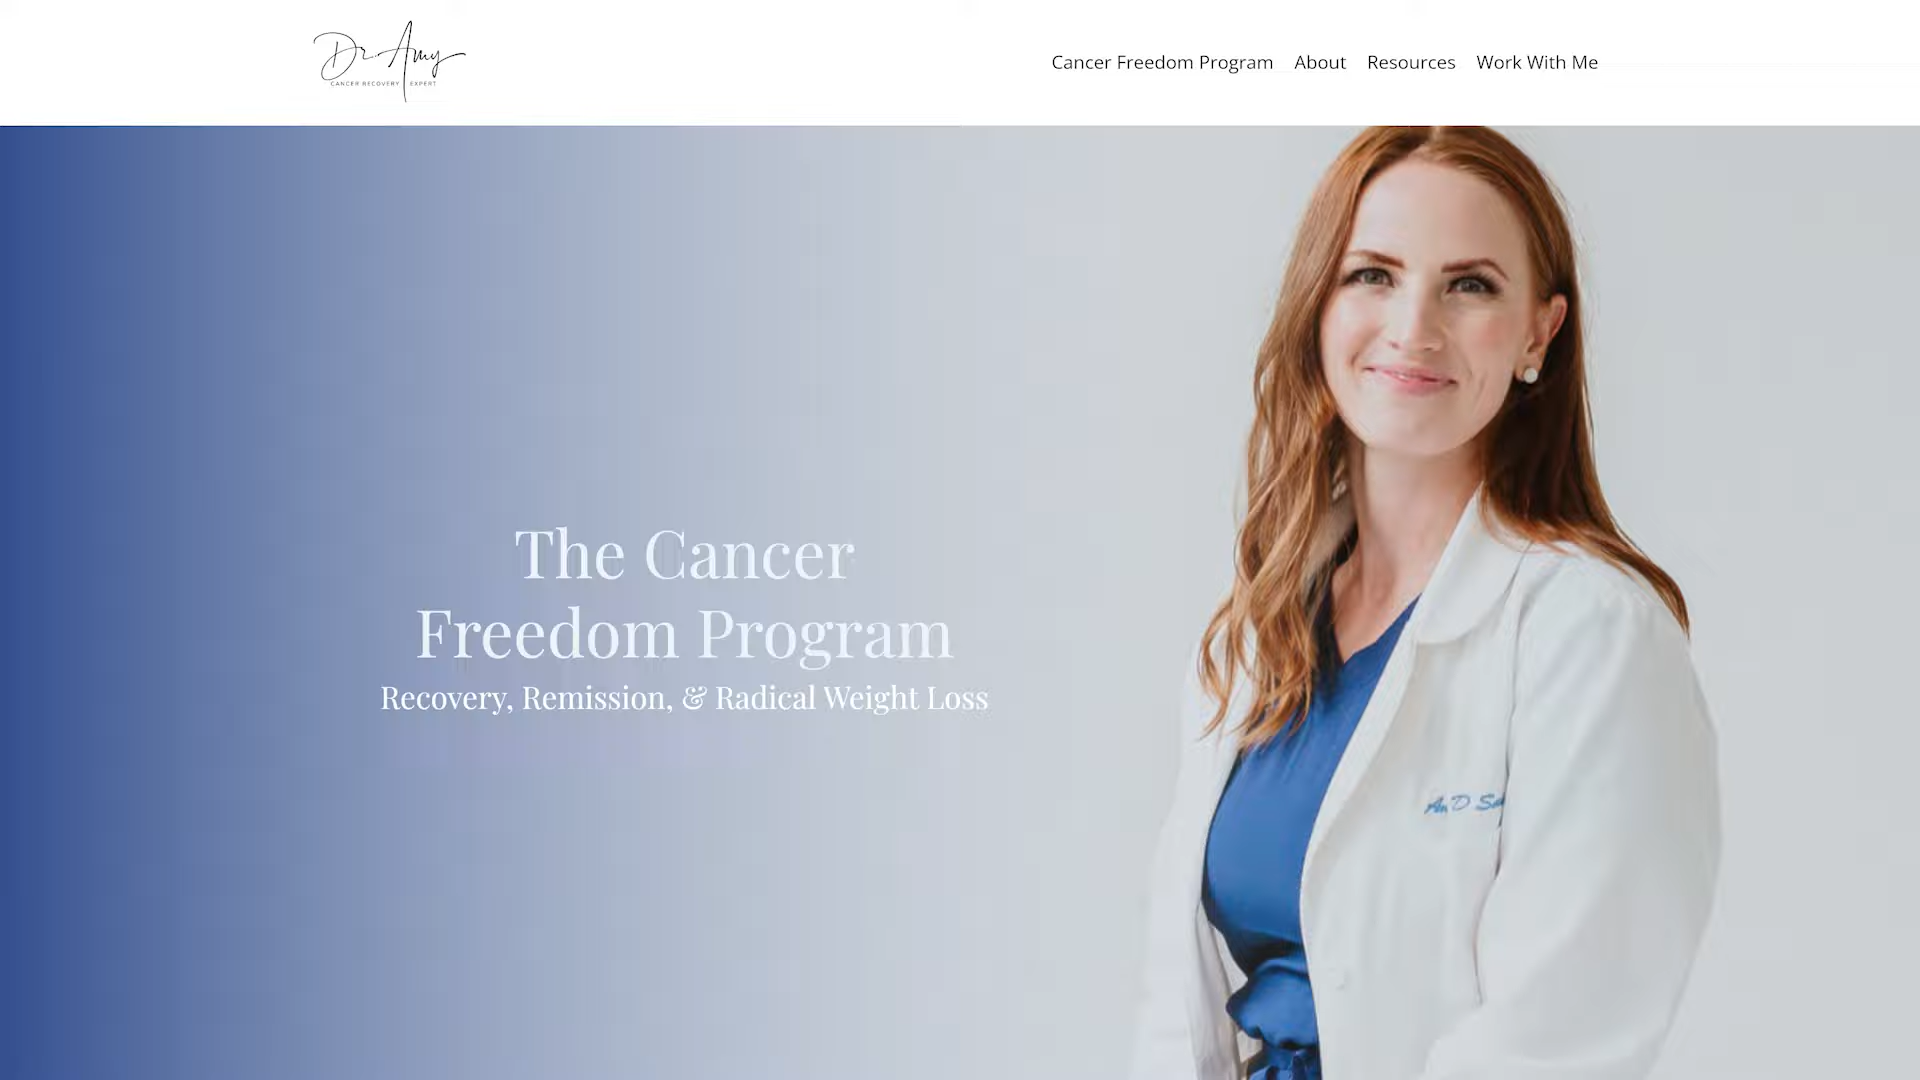 Dr. Amy
CANCER RECOVERY EXPERT
Cancer Freedom Program About Resources Work With Me
The Cancer
Freedom Program
Recovery, Remission, & Radical Weight Loss